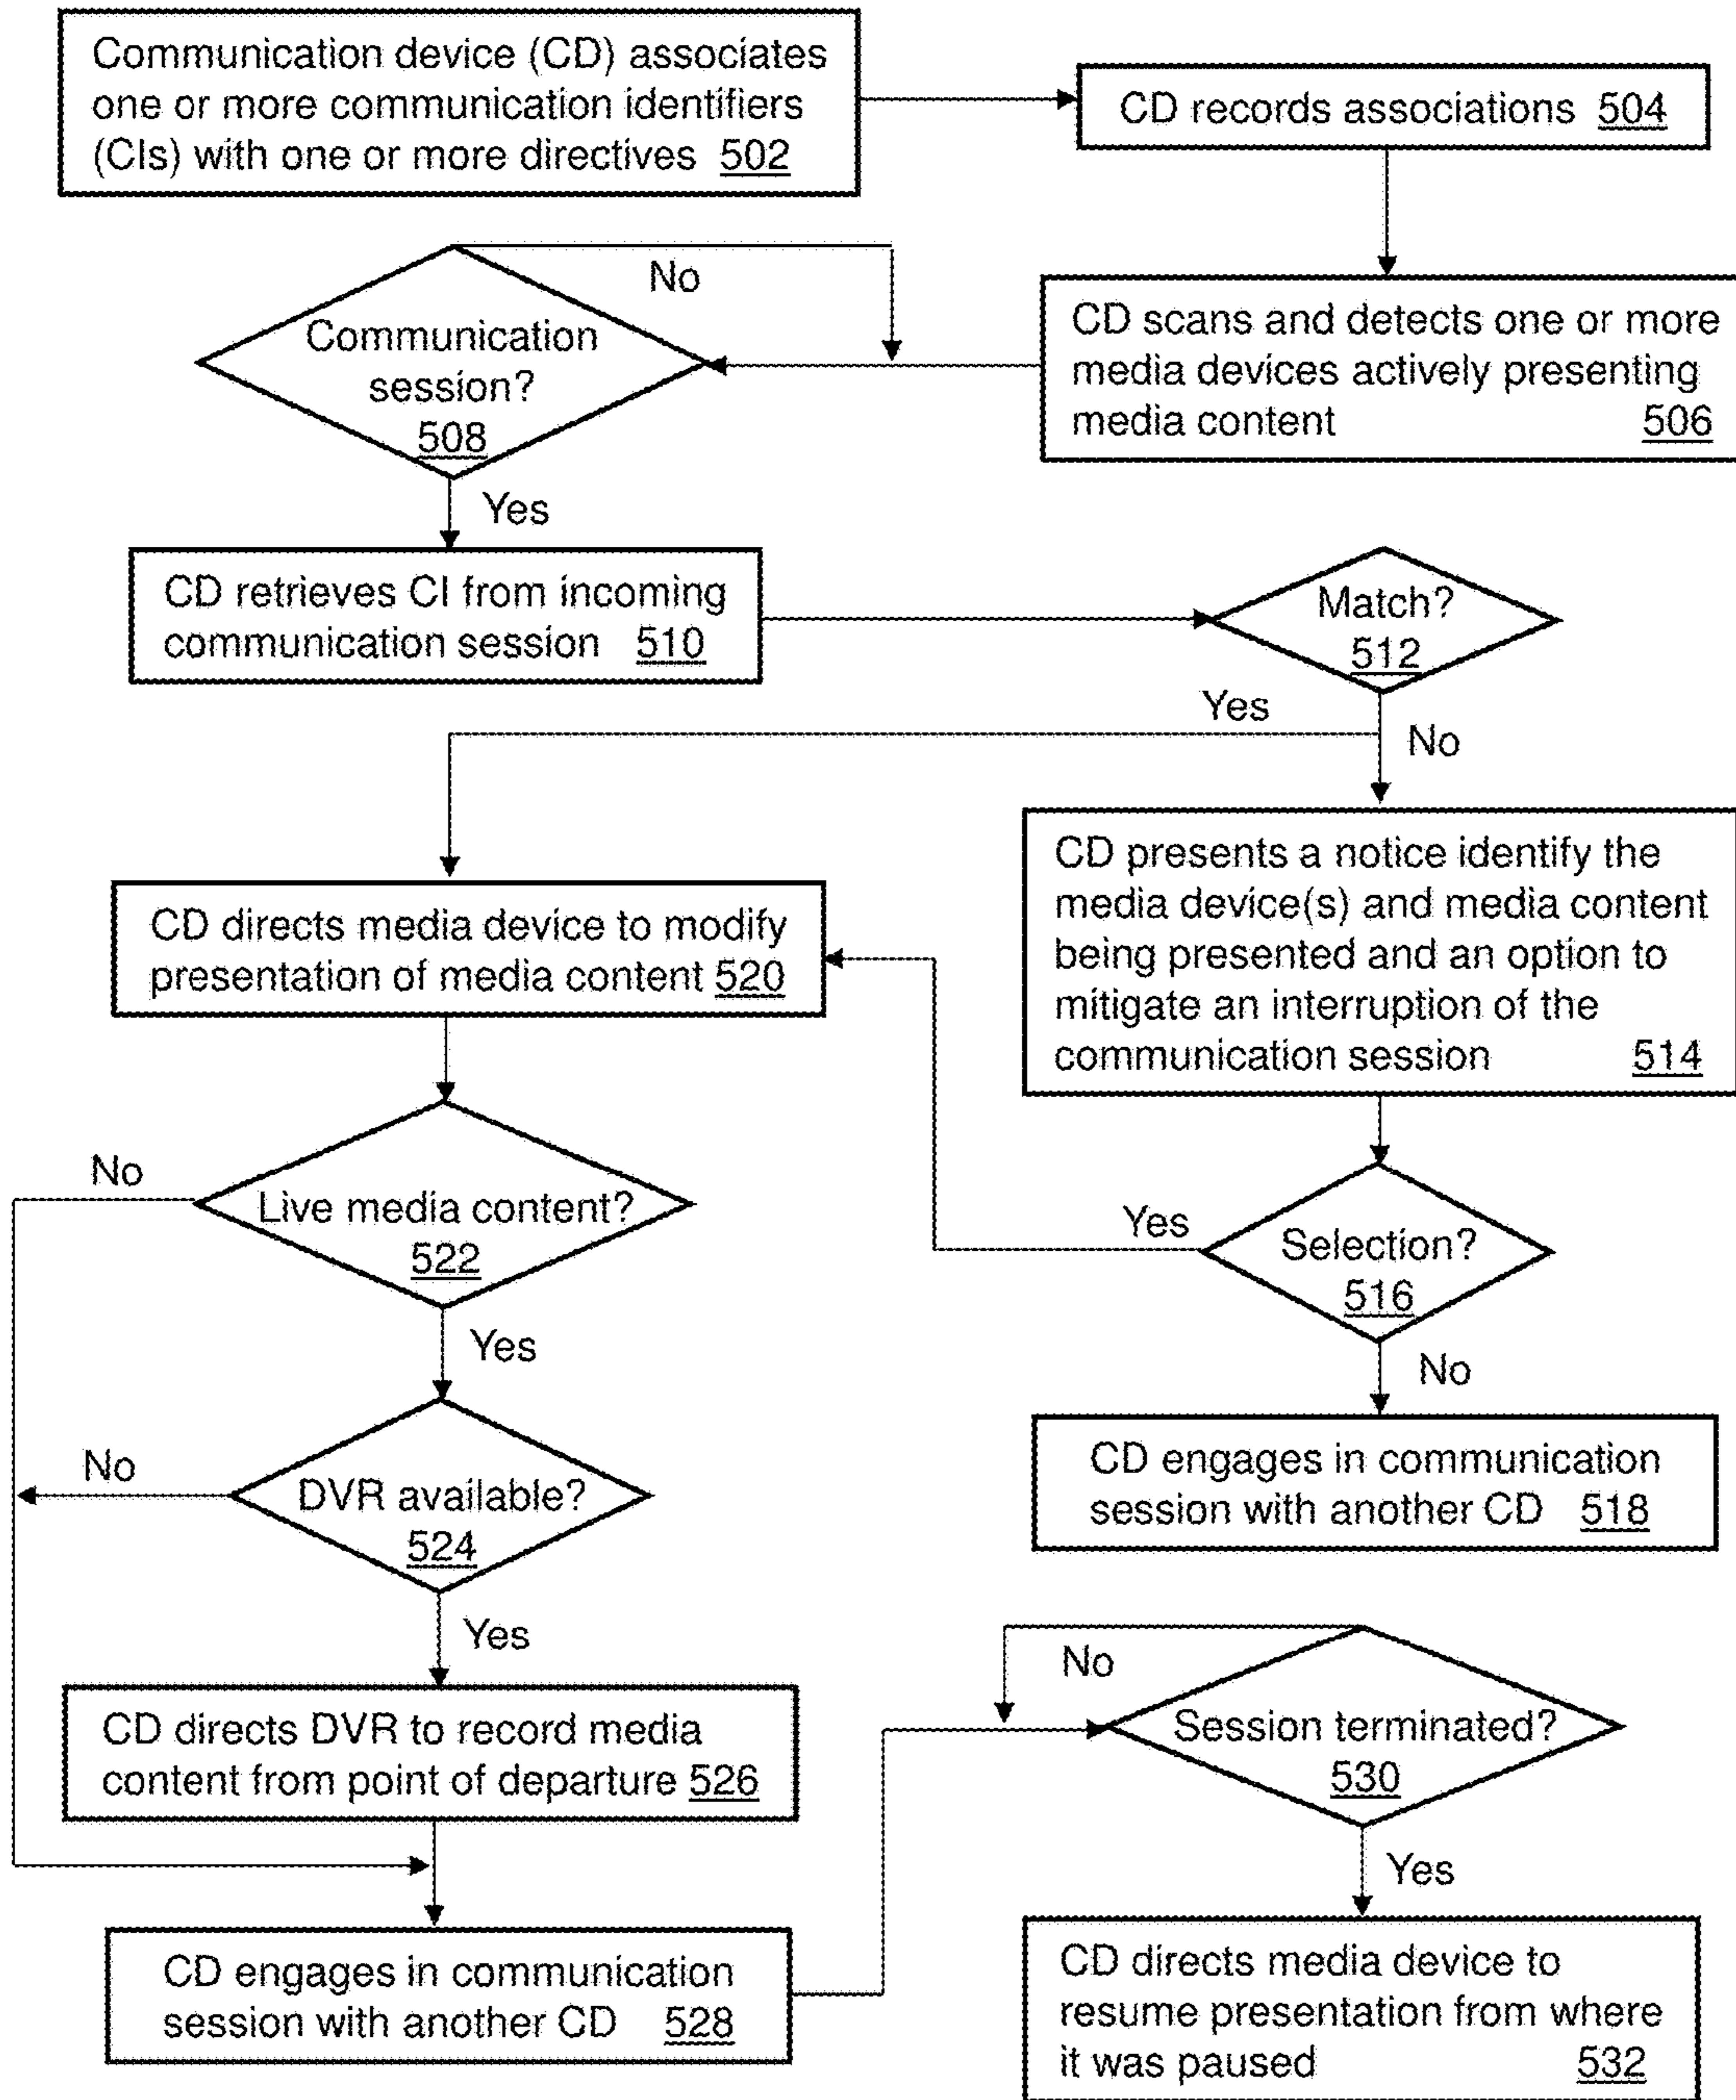 Communication device (CD) associates
one or more communication identifiers
(CIs) with one or more directives 502
CD records associations 504
CD scans and detects one or more
media devices actively presenting
media content 506
Communication
session?
508
No
Yes
CD retrieves CI from incoming
communication session 510
Match?
512
Yes
No
CD presents a notice identify the
media device(s) and media content
being presented and an option to
mitigate an interruption of the
communication session 514
Selection?
516
Yes
No
CD engages in communication
session with another CD 518
CD directs media device to modify
presentation of media content 520
Live media content?
522
No
Yes
DVR available?
524
No
Yes
CD directs DVR to record media
content from point of departure 526
CD engages in communication
session with another CD 528
Session terminated?
530
No
Yes
CD directs media device to
resume presentation from where
it was paused 532